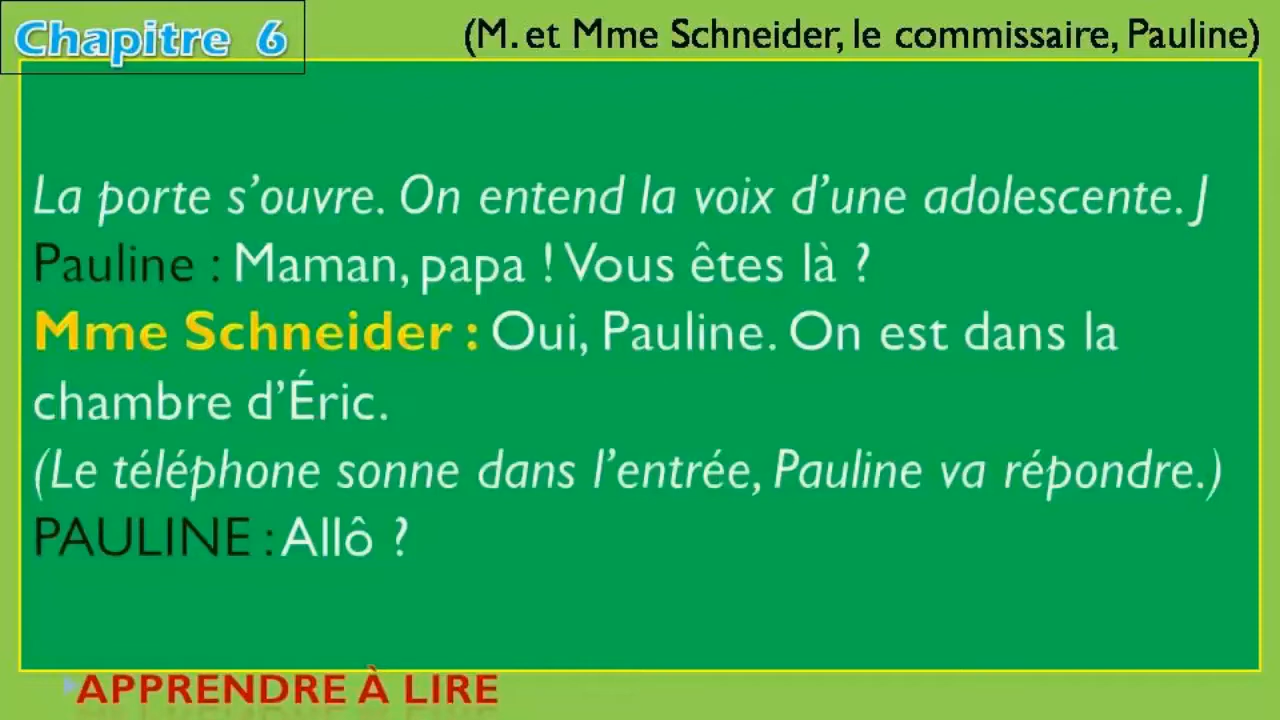 Chapitre 6
(M. et Mme Schneider, le commissaire, Pauline)
La porte s’ouvre. On entend la voix d’une adolescente. J
Pauline : Maman, papa ! Vous êtes là ?
Mme Schneider : Oui, Pauline. On est dans la
chambre d’Éric.
(Le téléphone sonne dans l’entrée, Pauline va répondre.)
PAULINE : Allô ?
APPRENDRE À LIRE